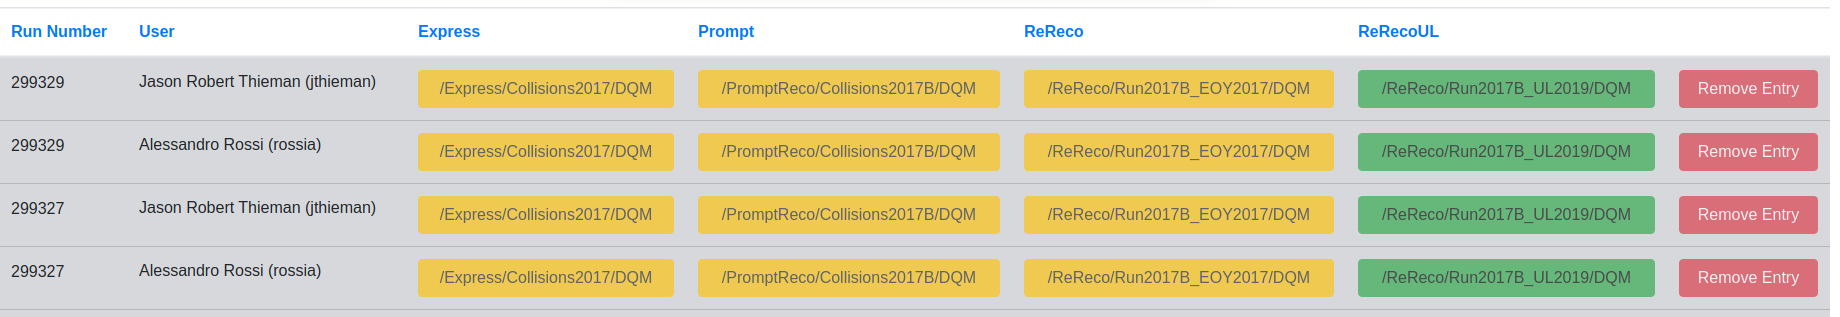 Run Number User Express Prompt ReReco ReRecoUL
299329 Jason Robert Thieman (jthieman) /Express/Collisions2017/DQM /PromptReco/Collisions2017B/DQM /ReReco/Run2017B_EOY2017/DQM /ReReco/Run2017B_UL2019/DQM Remove Entry
299329 Alessandro Rossi (rossia) /Express/Collisions2017/DQM /PromptReco/Collisions2017B/DQM /ReReco/Run2017B_EOY2017/DQM /ReReco/Run2017B_UL2019/DQM Remove Entry
299327 Jason Robert Thieman (jthieman) /Express/Collisions2017/DQM /PromptReco/Collisions2017B/DQM /ReReco/Run2017B_EOY2017/DQM /ReReco/Run2017B_UL2019/DQM Remove Entry
299327 Alessandro Rossi (rossia) /Express/Collisions2017/DQM /PromptReco/Collisions2017B/DQM /ReReco/Run2017B_EOY2017/DQM /ReReco/Run2017B_UL2019/DQM Remove Entry